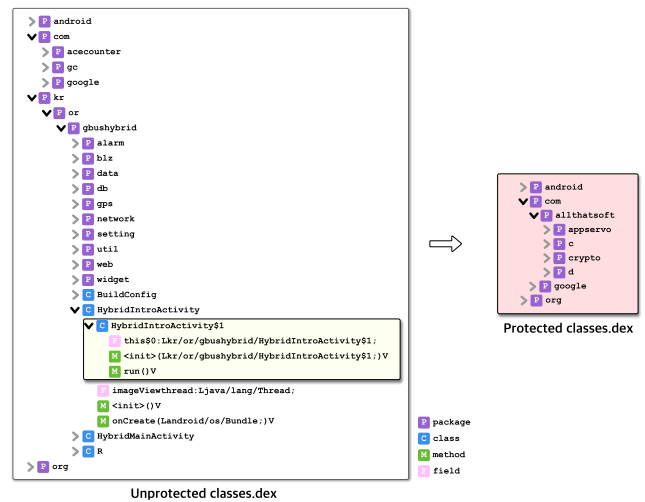 P android
P com
P acecounter
P gc
P google
P kr
P or
P gbushybrid
P alarm
P blz
P data
P db
P gps
P network
P setting
P util
P web
P widget
C BuildConfig
C HybridIntroActivity
C HybridIntroActivity$1
F this$0:Lkr/or/gbushybrid/HybridIntroActivity$1;
M <init>(Lkr/or/gbushybrid/HybridIntroActivity$1;)V
M run()V
F imageViewthread:Ljava/lang/Thread;
M <init>()V
M onCreate(Landroid/os/Bundle;)V
C HybridMainActivity
C R
P org
Unprotected classes.dex
P android
P com
P allthatsoft
P appservo
P c
P crypto
P d
P google
P org
Protected classes.dex
P package
C class
M method
F field